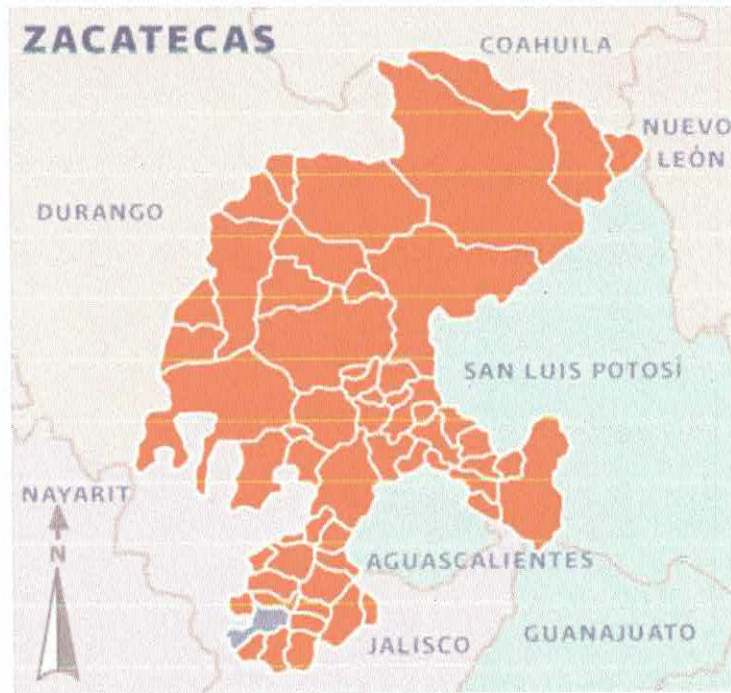 ZACATECAS
COAHUILA
NUEVO
LEÓN
DURANGO
SAN LUIS POTOSÍ
NAYARIT
N
AGUASCALIENTES
JALISCO
GUANAJUATO